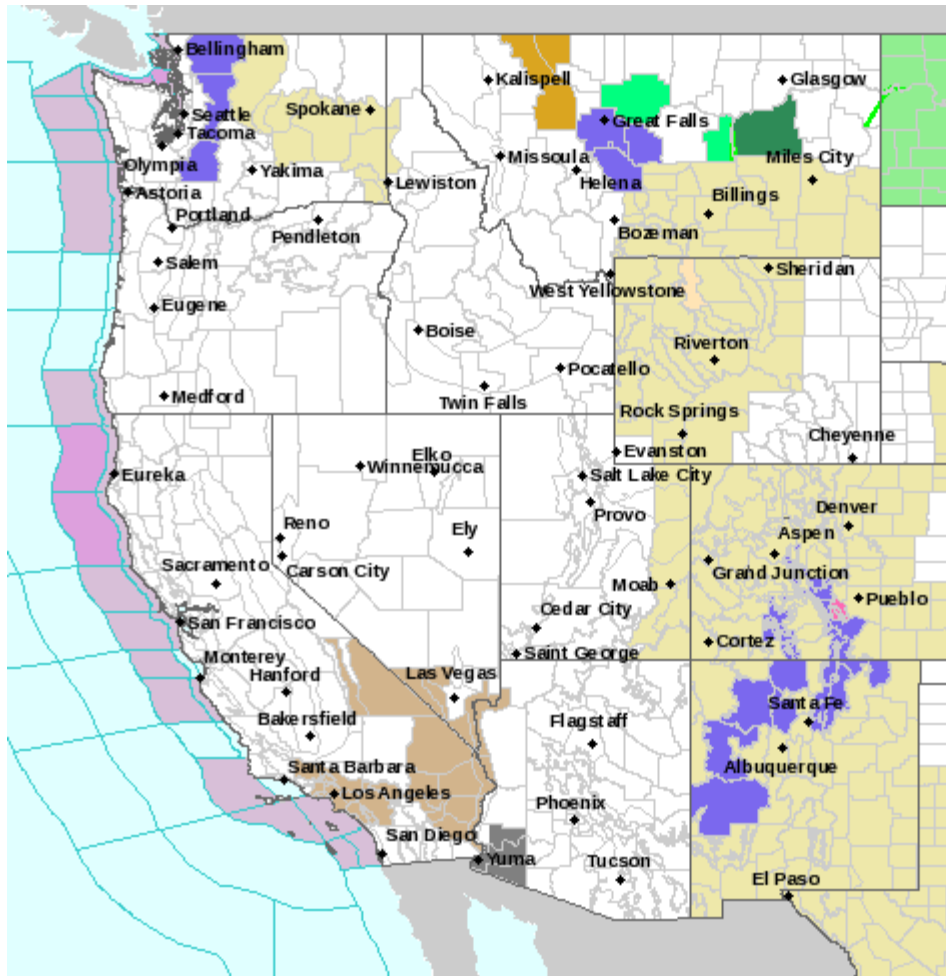 Bellingham
Kalispell
Glasgow
Spokane
Seattle
Great Falls
Tacoma
Olympia
Missoula
Miles City
Yakima
Helena
Lewiston
Astoria
Billings
Portland
Pendleton
Bozeman
Salem
Sheridan
West Yellowstone
Eugene
Boise
Riverton
Pocatello
Medford
Twin Falls
Rock Springs
Cheyenne
Evanston
Elko
Winnemucca
Eureka
Salt Lake City
Provo
Denver
Reno
Ely
Aspen
Sacramento
Carson City
Grand Junction
Moab
Pueblo
Cedar City
San Francisco
Cortez
Saint George
Monterey
Hanford
Las Vegas
Santa Fe
Bakersfield
Flagstaff
Albuquerque
Santa Barbara
Los Angeles
Phoenix
San Diego
Yuma
Tucson
El Paso